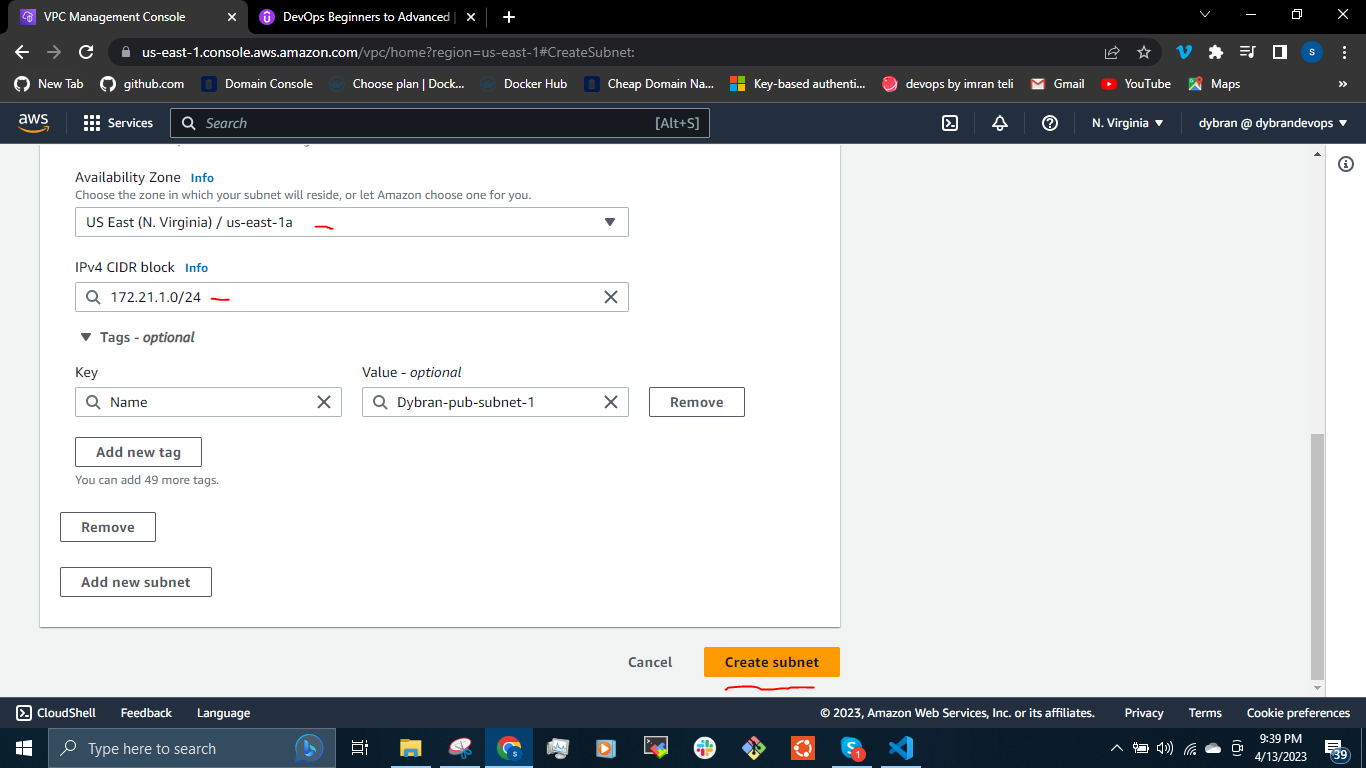 VPC Management Console
DevOps Beginners to Advanced |
us-east-1.console.aws.amazon.com/vpc/home?region=us-east-1#CreateSubnet:
S
New Tab
github.com
Domain Console
Choose plan | Dock...
Docker Hub
Cheap Domain Na...
Key-based authenti...
devops by imran teli
Gmail
YouTube
Maps
»
aws
Services
Search
[Alt+S]
N. Virginia
dybran @ dybrandevops
Availability Zone Info
Choose the zone in which your subnet will reside, or let Amazon choose one for you.
US East (N. Virginia) / us-east-1a
IPv4 CIDR block Info
172.21.1.0/24
Tags - optional
Key
Value - optional
Name
Dybran-pub-subnet-1
Remove
Add new tag
You can add 49 more tags.
Remove
Add new subnet
Cancel
Create subnet
CloudShell
Feedback
Language
© 2023, Amazon Web Services, Inc. or its affiliates.
Privacy
Terms
Cookie preferences
Type here to search
S
1
9:39 PM
4/13/2023
39